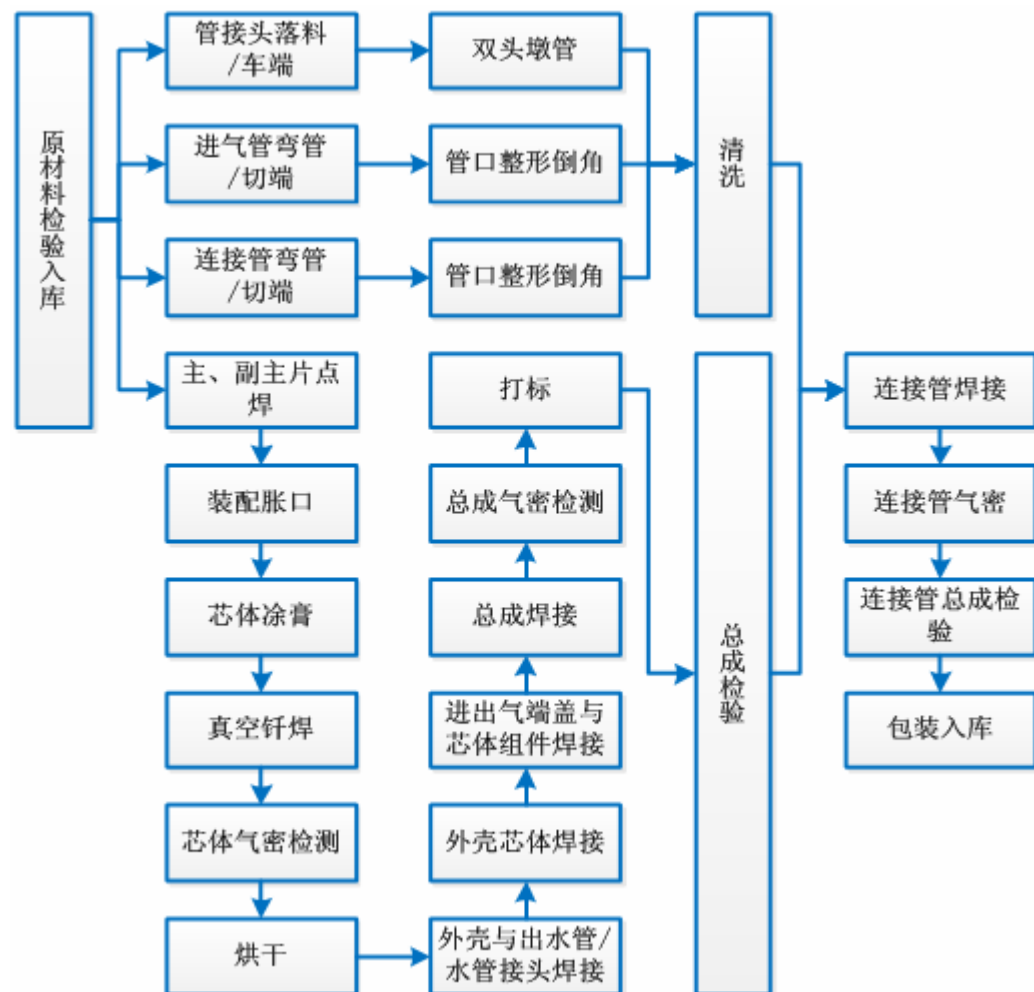 原材料检验入库
管接头落料
/车端
双头墩管
进气管弯管
/切端
管口整形倒角
连接管弯管
/切端
管口整形倒角
清洗
主、副主片点
焊
装配胀口
芯体凃膏
真空钎焊
芯体气密检测
烘干
外壳与出水管/
水管接头焊接
外壳芯体焊接
进出气端盖与
芯体组件焊接
总成焊接
总成气密检测
打标
总成检验
连接管焊接
连接管气密
连接管总成检
验
包装入库